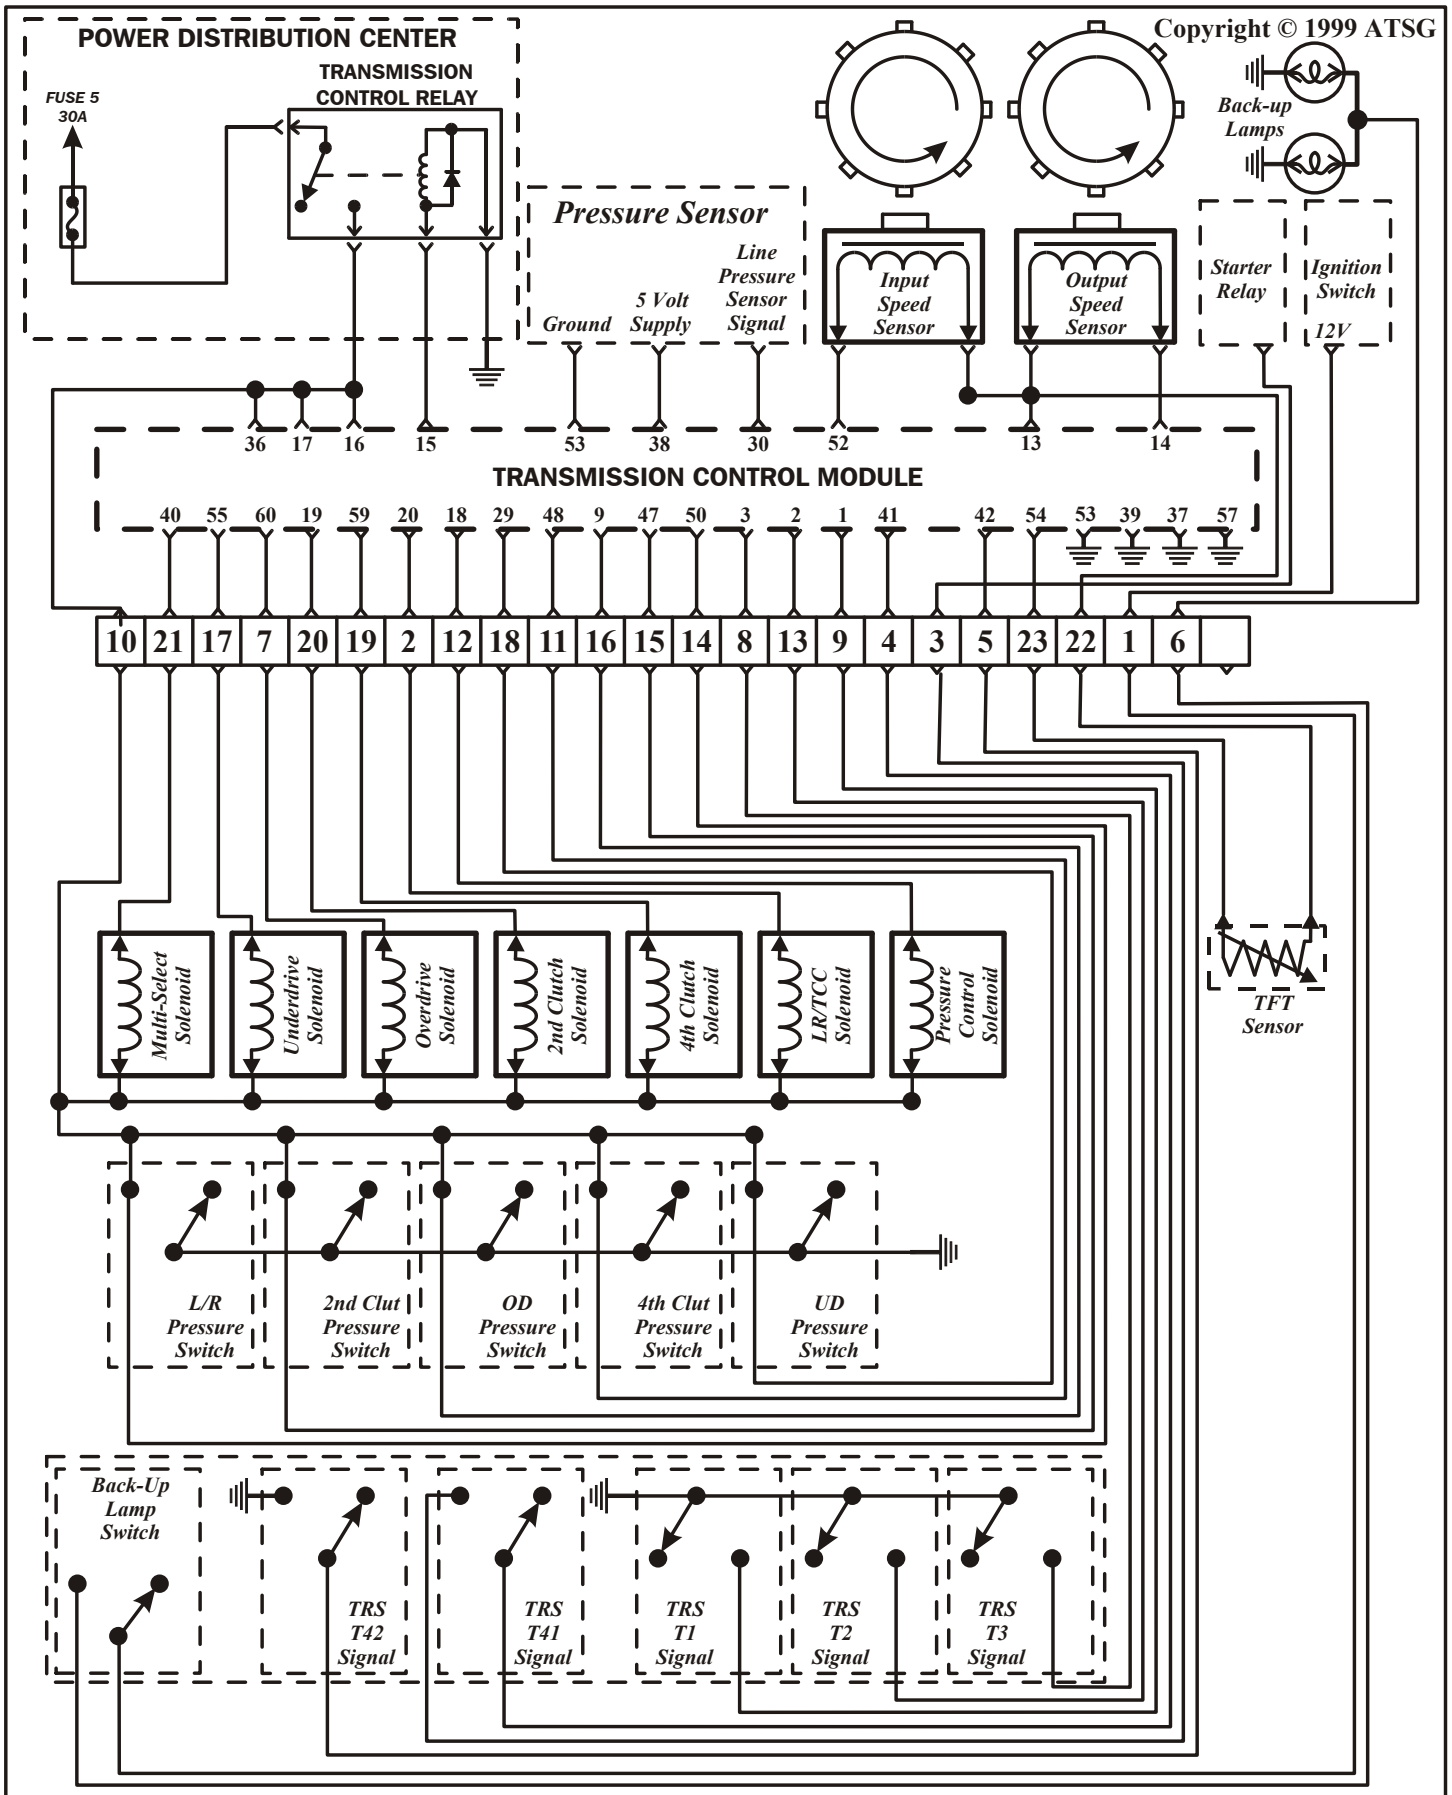 Copyright © 1999 ATSG
POWER DISTRIBUTION CENTER
TRANSMISSION
CONTROL RELAY
FUSE 5
30A
Back-up
Lamps
Pressure Sensor
Ground
5 Volt
Supply
Line
Pressure
Sensor
Signal
Input
Speed
Sensor
Output
Speed
Sensor
Starter
Relay
Ignition
Switch
12V
36 17 16 15 53 38 30 52 13 14
TRANSMISSION CONTROL MODULE
40 55 60 19 59 20 18 29 48 9 47 50 3 2 1 41 42 54 53 39 37 57
10 21 17 7 20 19 2 12 18 11 16 15 14 8 13 9 4 3 5 23 22 1 6
Multi-Select
Solenoid
Underdrive
Solenoid
Overdrive
Solenoid
2nd Clutch
Solenoid
4th Clutch
Solenoid
LR/TCC
Solenoid
Pressure
Control
Solenoid
TFT
Sensor
L/R
Pressure
Switch
2nd Clut
Pressure
Switch
OD
Pressure
Switch
4th Clut
Pressure
Switch
UD
Pressure
Switch
Back-Up
Lamp
Switch
TRS
T42
Signal
TRS
T41
Signal
TRS
T1
Signal
TRS
T2
Signal
TRS
T3
Signal